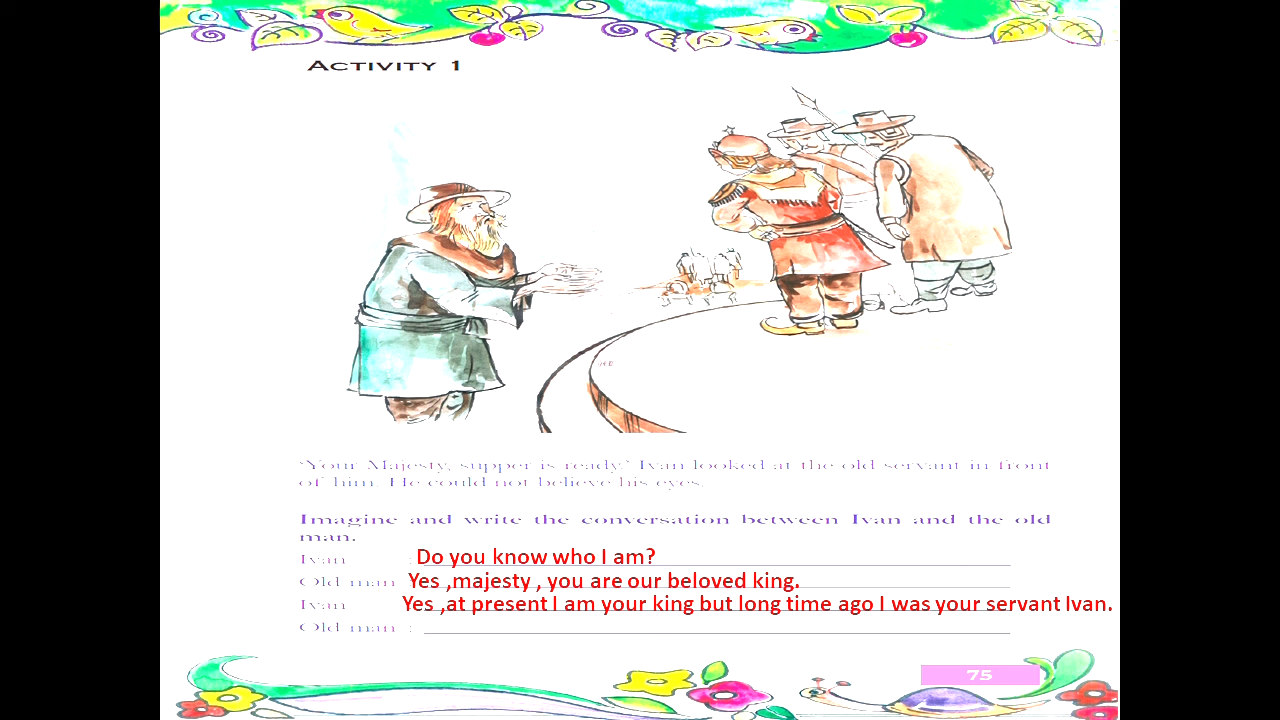 ACTIVITY 1
'Your Majesty, supper is ready.' Ivan looked at the old servant in front
of him. He could not believe his eyes.
Imagine and write the conversation between Ivan and the old
man.
Ivan : Do you know who I am?
Old man Yes ,majesty , you are our beloved king.
Ivan Yes ,at present I am your king but long time ago I was your servant Ivan.
Old man :
75